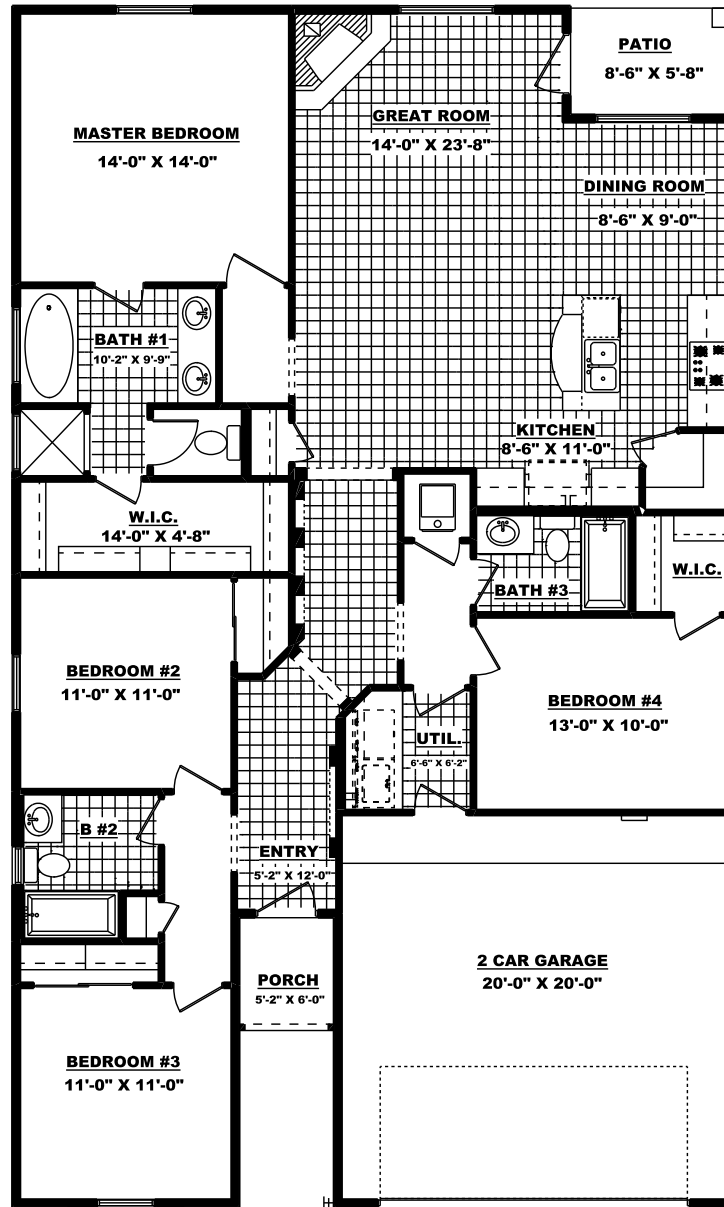 PATIO
8'-6" X 5'-8"
GREAT ROOM
14'-0" X 23'-8"
MASTER BEDROOM
14'-0" X 14'-0"
DINING ROOM
8'-6" X 9'-0"
BATH #1
10'-2" X 9'-9"
KITCHEN
8'-6" X 11'-0"
W.I.C.
14'-0" X 4'-8"
W.I.C.
BATH #3
BEDROOM #2
11'-0" X 11'-0"
BEDROOM #4
13'-0" X 10'-0"
UTIL.
6'-6" X 6'-2"
B #2
ENTRY
5'-2" X 12'-0"
PORCH
5'-2" X 6'-0"
2 CAR GARAGE
20'-0" X 20'-0"
BEDROOM #3
11'-0" X 11'-0"